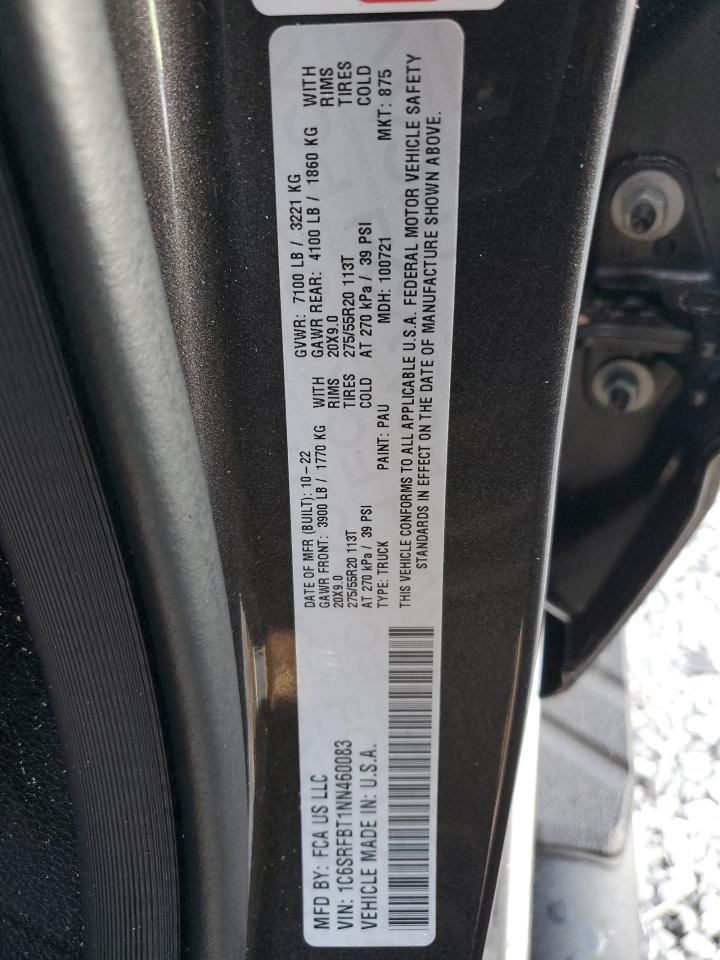 MFD BY: FCA US LLC
VIN: 1C6SRFBT1NN460083
VEHICLE MADE IN: U.S.A.
DATE OF MFR (BUILT): 10-22 GVWR: 7100 LB / 3221 KG
GAWR FRONT: 3900 LB / 1770 KG WITH GAWR REAR: 4100 LB / 1860 KG WITH
20X9.0 RIMS 20X9.0 RIMS
275/55R20 113T TIRES 275/55R20 113T TIRES
AT 270 kPa / 39 PSI COLD AT 270 kPa / 39 PSI COLD
TYPE: TRUCK PAINT: PAU MDH: 100721 MKT: 875
THIS VEHICLE CONFORMS TO ALL APPLICABLE U.S.A. FEDERAL MOTOR VEHICLE SAFETY
STANDARDS IN EFFECT ON THE DATE OF MANUFACTURE SHOWN ABOVE.